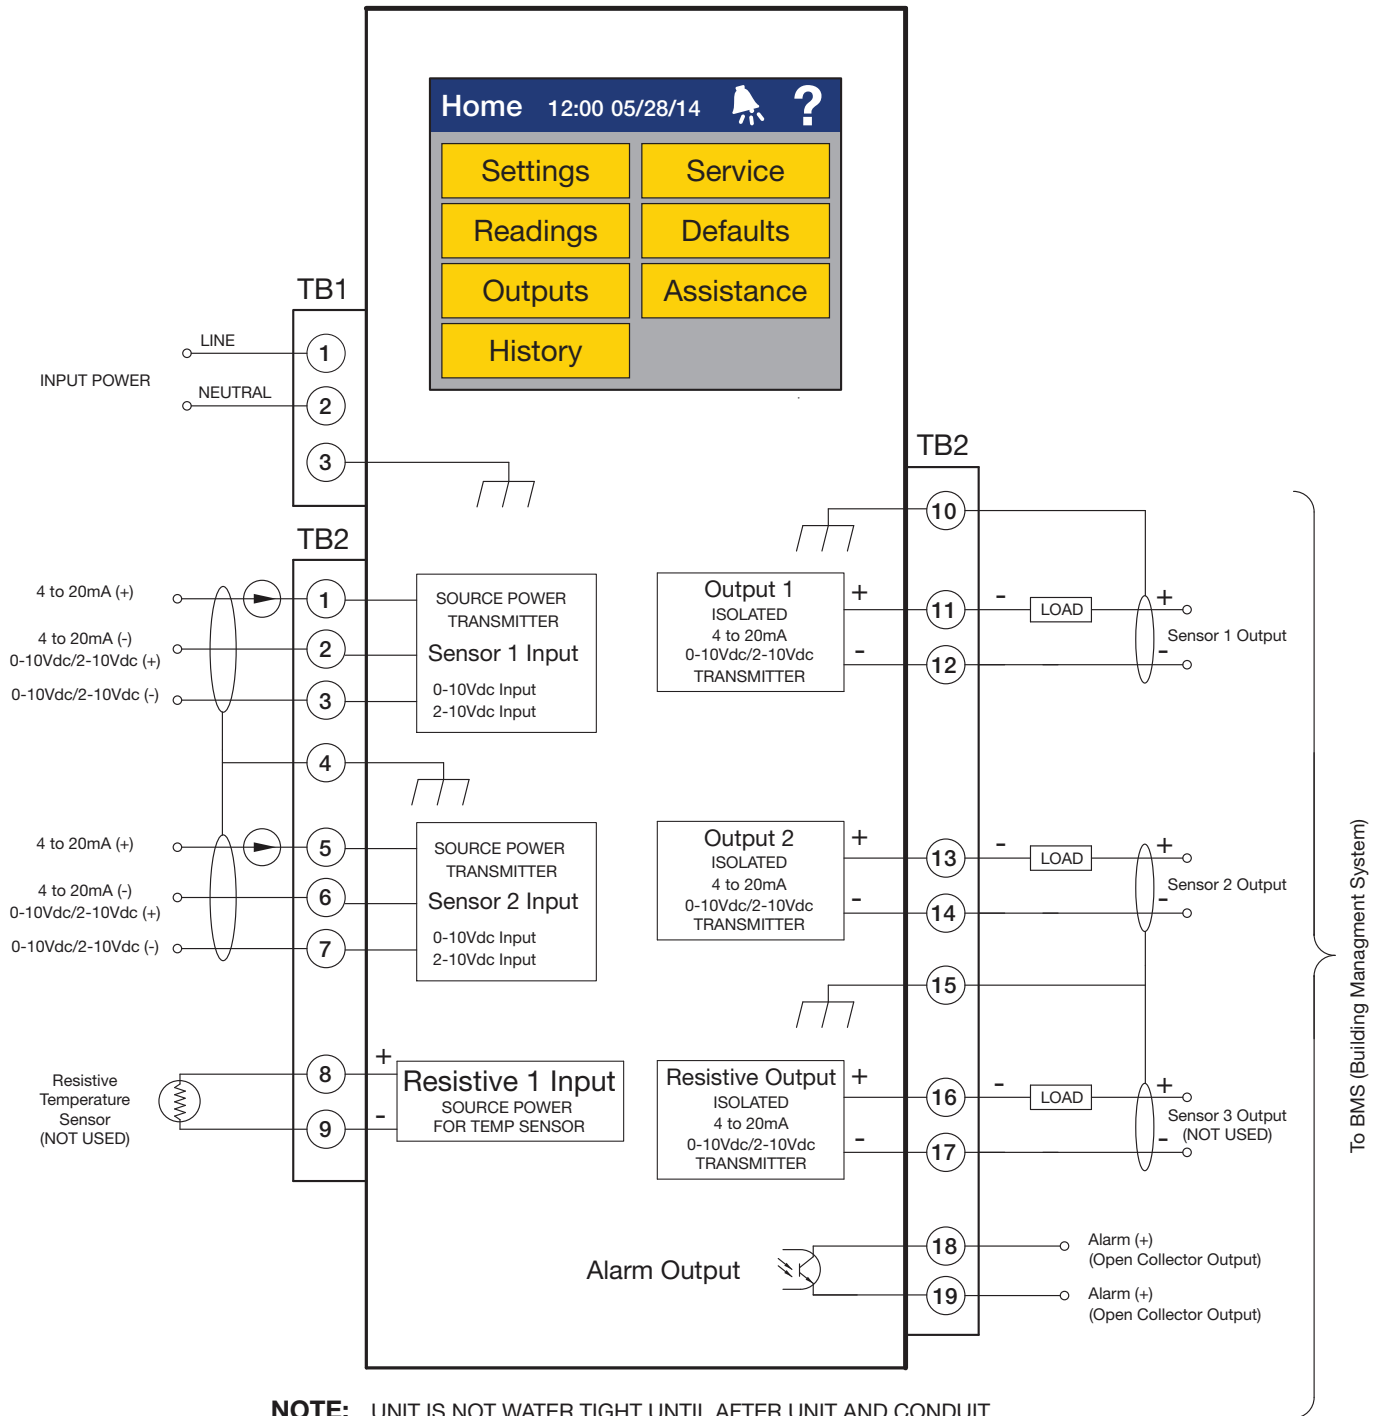 Home 12:00 05/28/14 ?
Settings Service
Readings Defaults
Outputs Assistance
History
TB1
LINE
INPUT POWER
NEUTRAL
1
2
3
TB2
4 to 20mA (+)
4 to 20mA (-)
0-10Vdc/2-10Vdc (+)
0-10Vdc/2-10Vdc (-)
1
2
3
4
SOURCE POWER
TRANSMITTER
Sensor 1 Input
0-10Vdc Input
2-10Vdc Input
4 to 20mA (+)
4 to 20mA (-)
0-10Vdc/2-10Vdc (+)
0-10Vdc/2-10Vdc (-)
5
6
7
SOURCE POWER
TRANSMITTER
Sensor 2 Input
0-10Vdc Input
2-10Vdc Input
Resistive
Temperature
Sensor
(NOT USED)
8
9
+
-
Resistive 1 Input
SOURCE POWER
FOR TEMP SENSOR
TB2
10
Output 1
ISOLATED
4 to 20mA
0-10Vdc/2-10Vdc
TRANSMITTER
+
-
11
12
-
LOAD
+
-
Sensor 1 Output
Output 2
ISOLATED
4 to 20mA
0-10Vdc/2-10Vdc
TRANSMITTER
+
-
13
14
-
LOAD
+
-
Sensor 2 Output
15
Resistive Output
ISOLATED
4 to 20mA
0-10Vdc/2-10Vdc
TRANSMITTER
+
-
16
17
-
LOAD
+
-
Sensor 3 Output
(NOT USED)
Alarm Output
18
19
Alarm (+)
(Open Collector Output)
Alarm (+)
(Open Collector Output)
To BMS (Building Managment System)
NOTE: UNIT IS NOT WATER TIGHT UNTIL AFTER UNIT AND CONDUIT